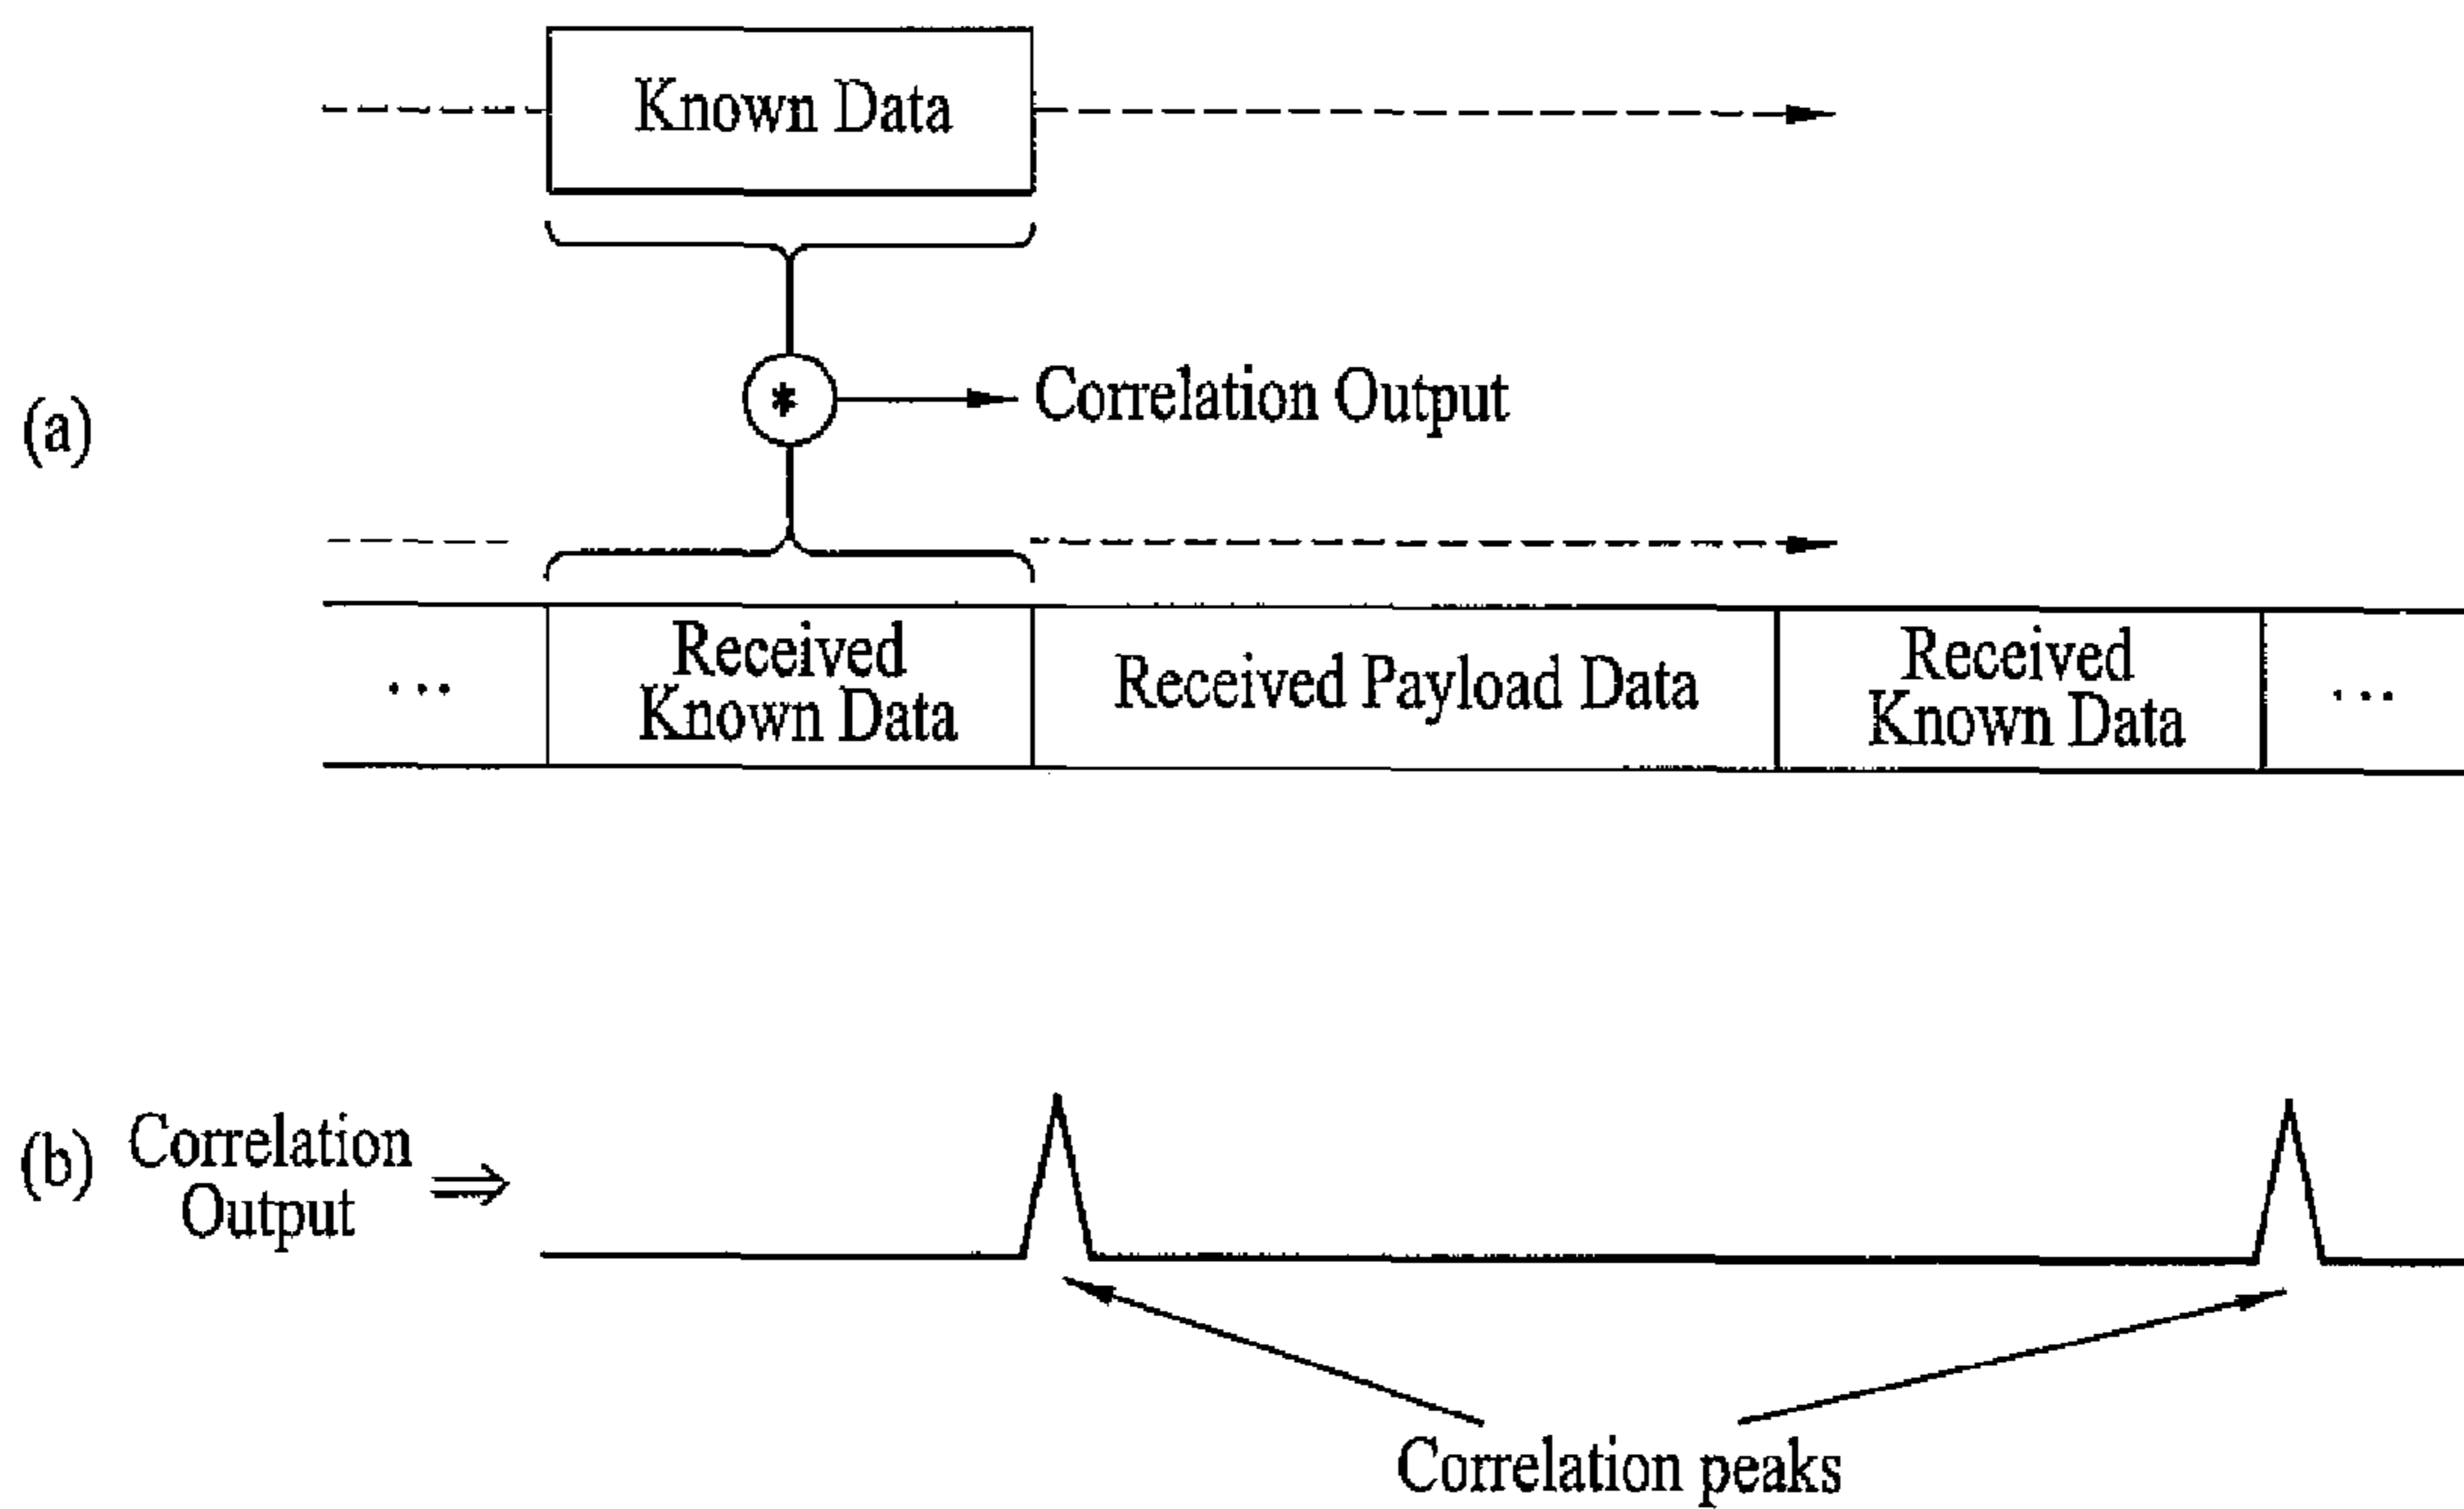 Known Data
(a)
*
Correlation Output
...
Received
Known Data
Received Payload Data
Received
Known Data
...
(b)
Correlation
Output
Correlation peaks